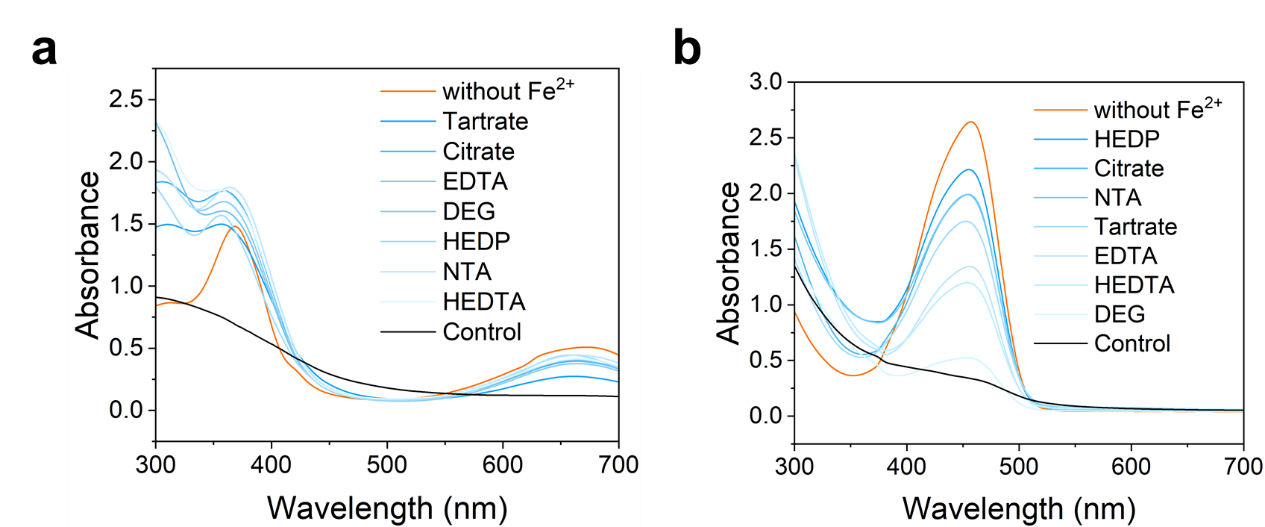 a
2.5
2.0
1.5
1.0
0.5
0.0
Absorbance
300
400
500
600
700
Wavelength (nm)
without Fe²⁺
Tartrate
Citrate
EDTA
DEG
HEDP
NTA
HEDTA
Control
b
3.0
2.5
2.0
1.5
1.0
0.5
0.0
Absorbance
300
400
500
600
700
Wavelength (nm)
without Fe²⁺
HEDP
Citrate
NTA
Tartrate
EDTA
HEDTA
DEG
Control